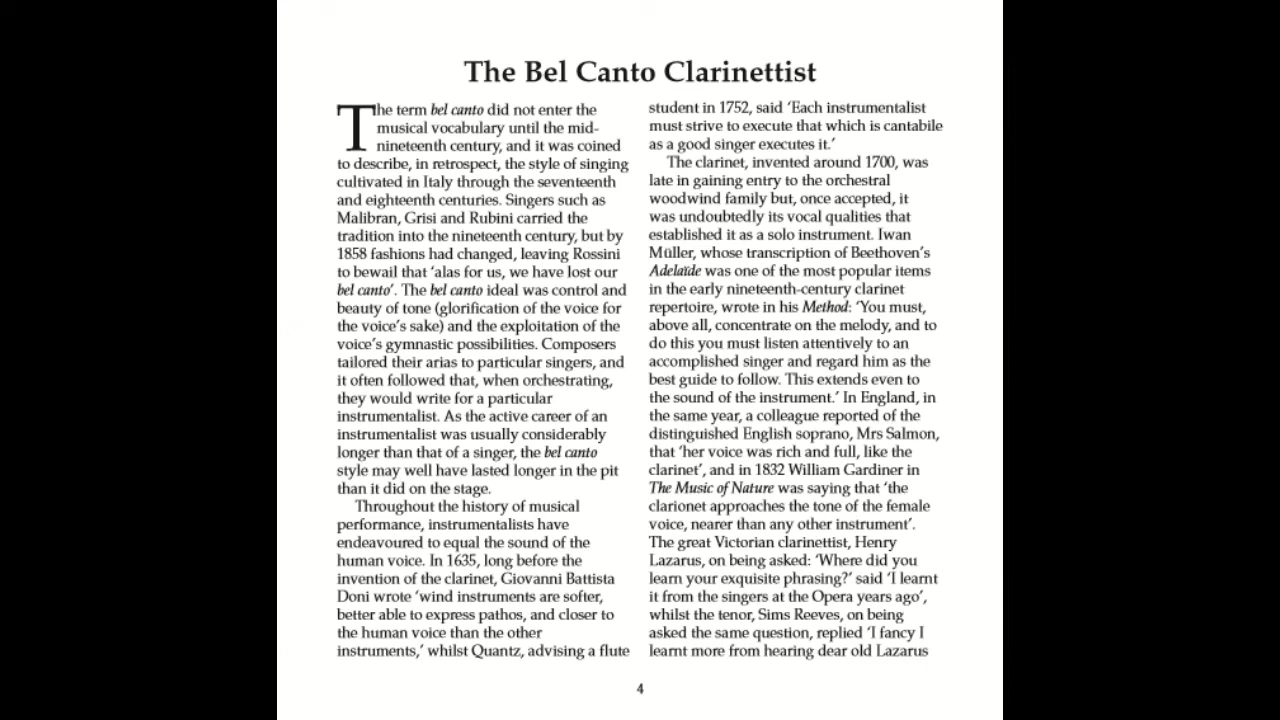 The Bel Canto Clarinettist
The term bel canto did not enter the
musical vocabulary until the mid-
nineteenth century, and it was coined
to describe, in retrospect, the style of singing
cultivated in Italy through the seventeenth
and eighteenth centuries. Singers such as
Malibran, Grisi and Rubini carried the
tradition into the nineteenth century, but by
1858 fashions had changed, leaving Rossini
to bewail that ‘alas for us, we have lost our
bel canto’. The bel canto ideal was control and
beauty of tone (glorification of the voice for
the voice’s sake) and the exploitation of the
voice’s gymnastic possibilities. Composers
tailored their arias to particular singers, and
it often followed that, when orchestrating,
they would write for a particular
instrumentalist. As the active career of an
instrumentalist was usually considerably
longer than that of a singer, the bel canto
style may well have lasted longer in the pit
than it did on the stage.
Throughout the history of musical
performance, instrumentalists have
endeavoured to equal the sound of the
human voice. In 1635, long before the
invention of the clarinet, Giovanni Battista
Doni wrote ‘wind instruments are softer,
better able to express pathos, and closer to
the human voice than the other
instruments,’ whilst Quantz, advising a flute
student in 1752, said ‘Each instrumentalist
must strive to execute that which is cantabile
as a good singer executes it.’
The clarinet, invented around 1700, was
late in gaining entry to the orchestral
woodwind family but, once accepted, it
was undoubtedly its vocal qualities that
established it as a solo instrument. Iwan
Müller, whose transcription of Beethoven’s
Adelaïde was one of the most popular items
in the early nineteenth-century clarinet
repertoire, wrote in his Method: ‘You must,
above all, concentrate on the melody, and to
do this you must listen attentively to an
accomplished singer and regard him as the
best guide to follow. This extends even to
the sound of the instrument.’ In England, in
the same year, a colleague reported of the
distinguished English soprano, Mrs Salmon,
that ‘her voice was rich and full, like the
clarinet’, and in 1832 William Gardiner in
The Music of Nature was saying that ‘the
clarionet approaches the tone of the female
voice, nearer than any other instrument’.
The great Victorian clarinettist, Henry
Lazarus, on being asked: ‘Where did you
learn your exquisite phrasing?’ said ‘I learnt
it from the singers at the Opera years ago’,
whilst the tenor, Sims Reeves, on being
asked the same question, replied ‘I fancy I
learnt more from hearing dear old Lazarus
4